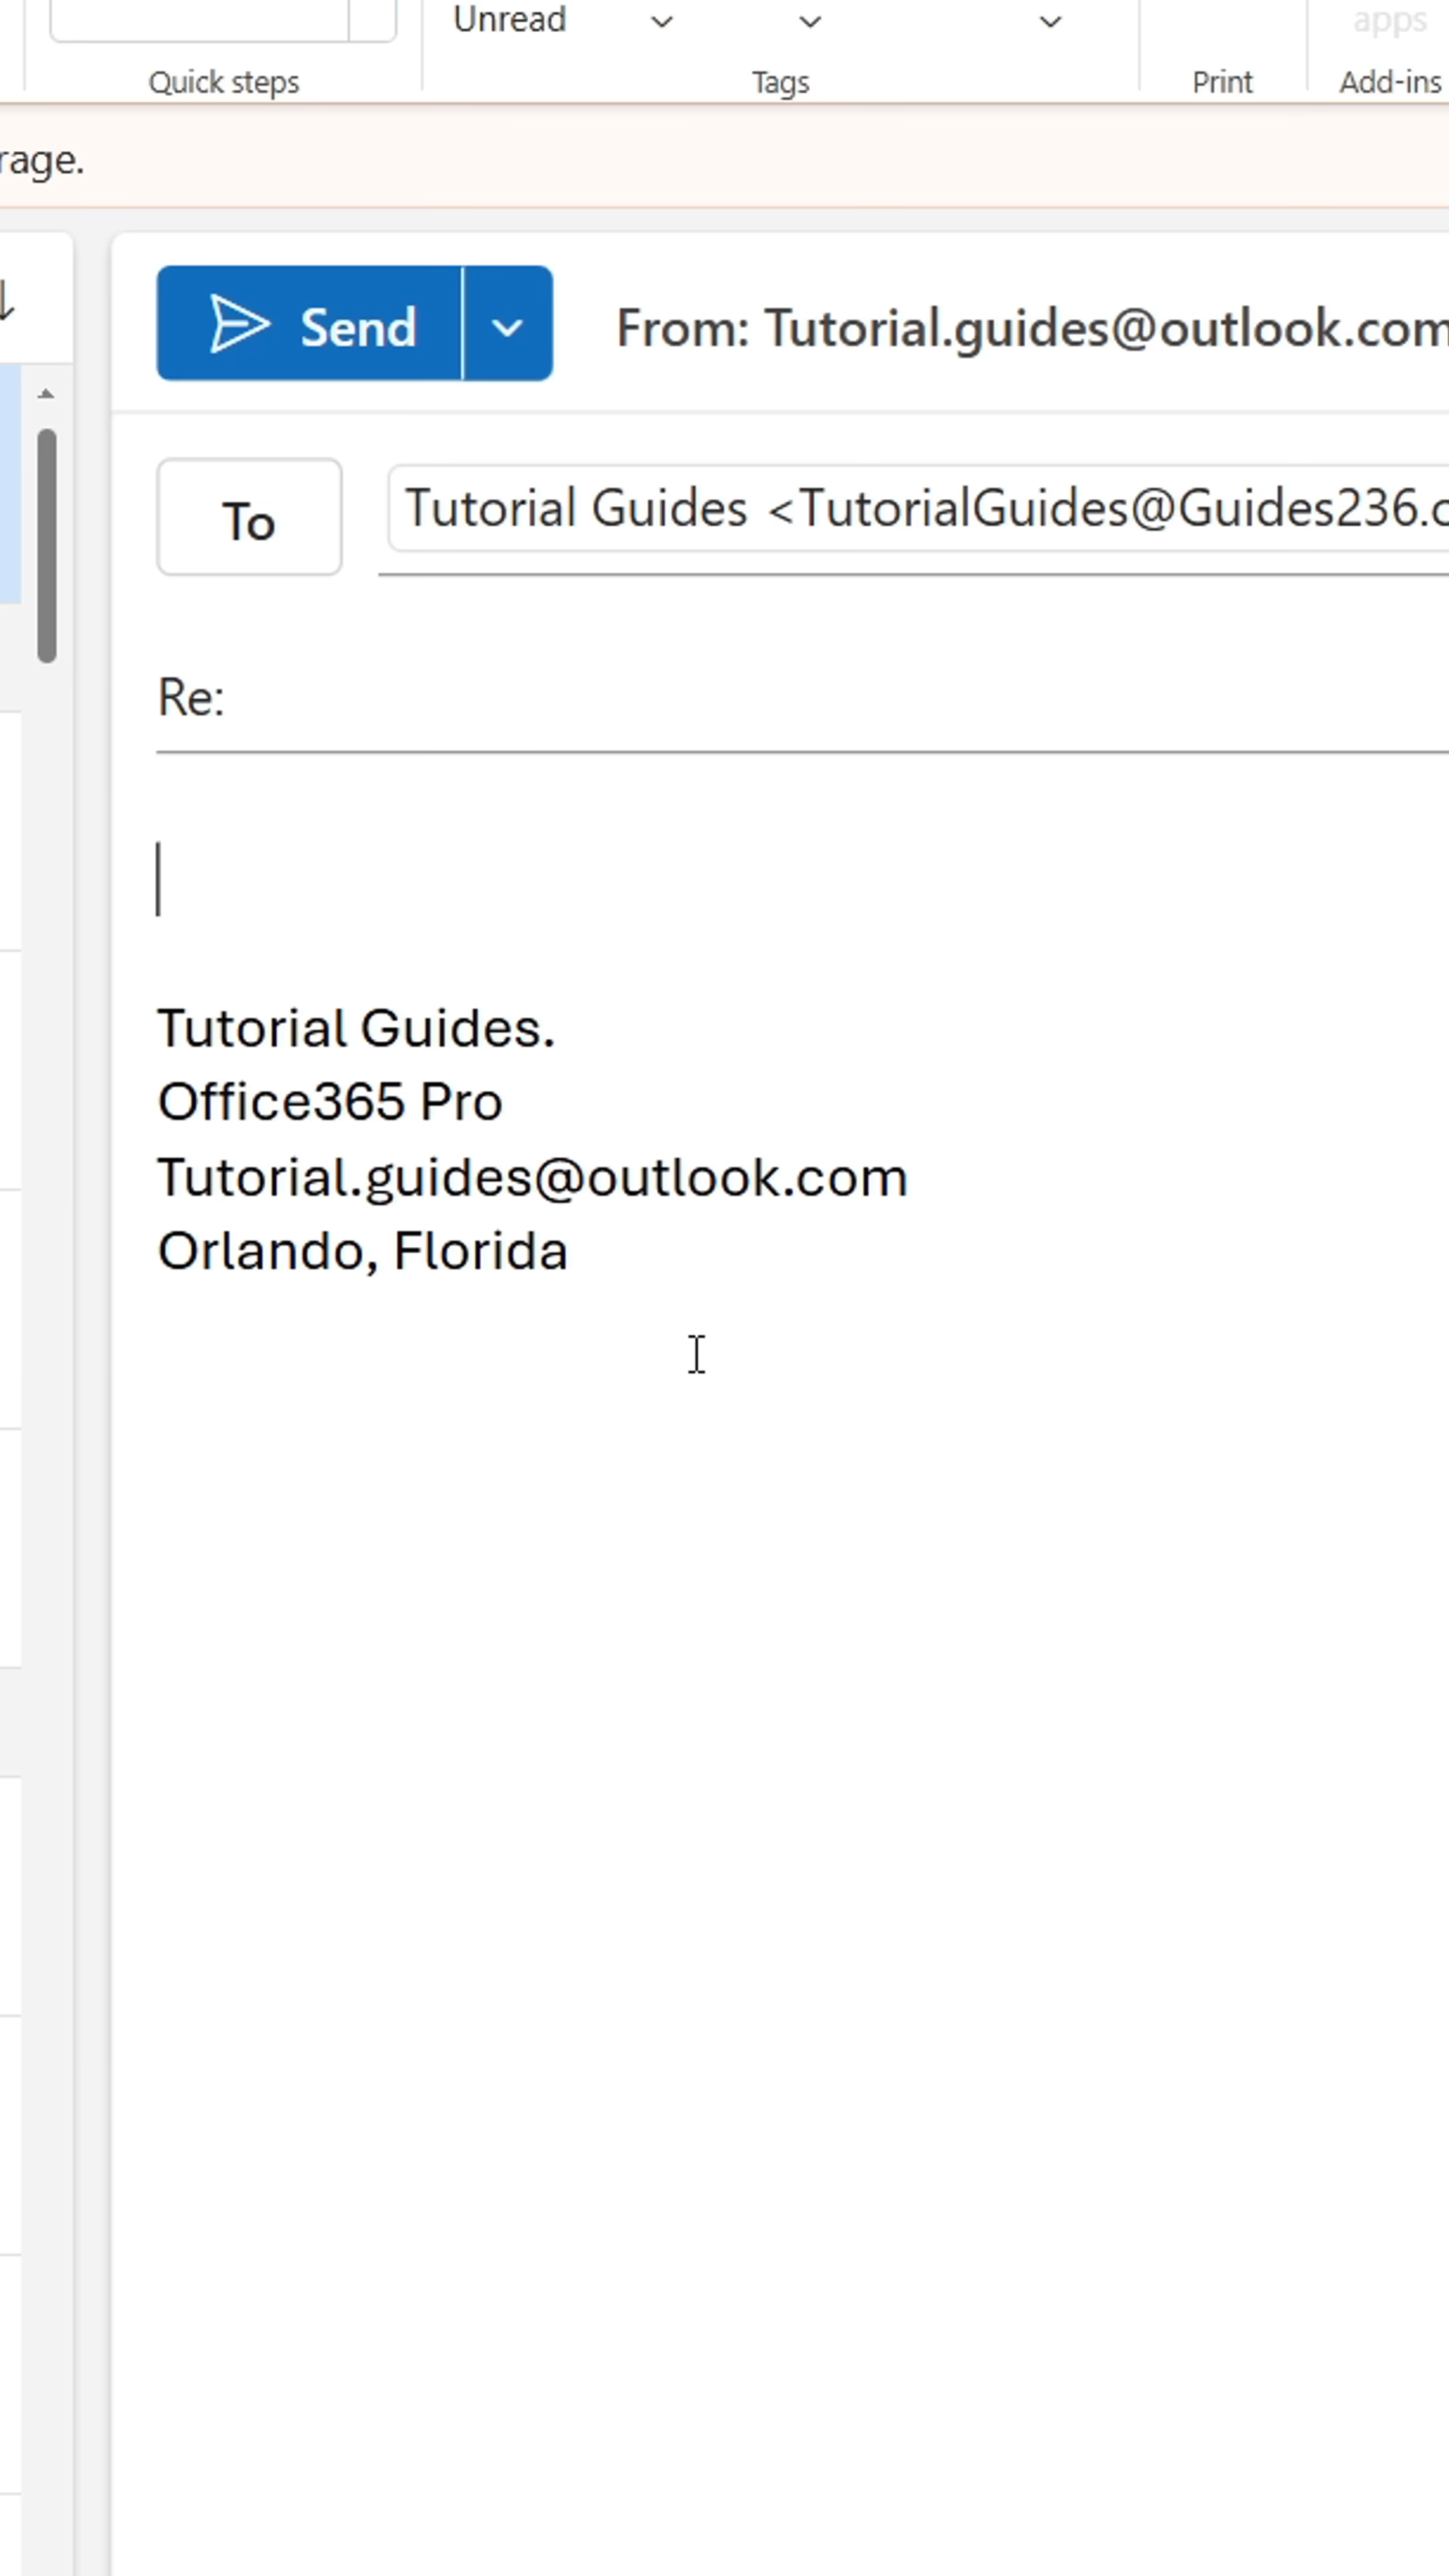 Unread
apps
Quick steps
Tags
Print
Add-ins
rage.
Send
From: Tutorial.guides@outlook.com
To
Tutorial Guides <TutorialGuides@Guides236.c
Re:
Tutorial Guides.
Office365 Pro
Tutorial.guides@outlook.com
Orlando, Florida